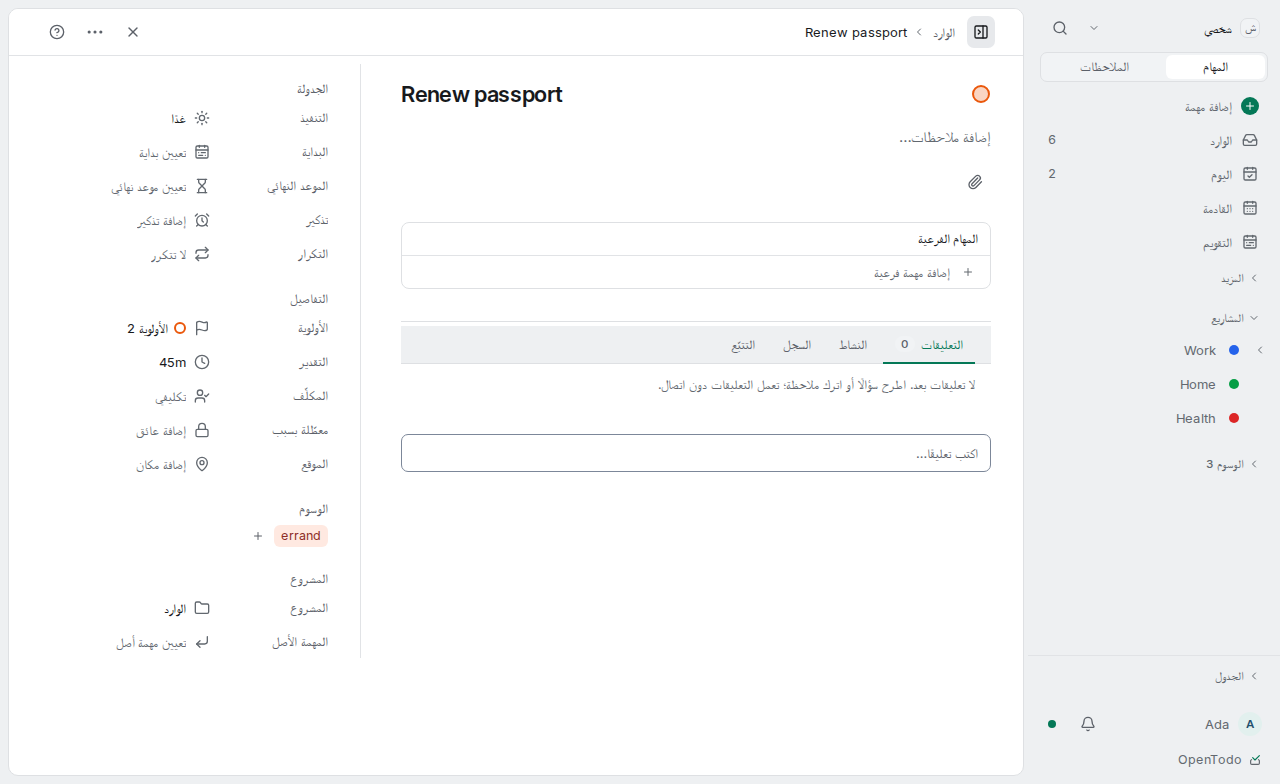 ش شخصي
المهام
الملاحظات
إضافة مهمة
الوارد 6
اليوم 2
القادمة
التقويم
المزيد
المشاريع
Work
Home
Health
الوسوم 3
الجدول
A Ada
OpenTodo
الوارد
Renew passport
Renew passport
إضافة ملاحظات...
المهام الفرعية
إضافة مهمة فرعية
التعليقات 0
النشاط
السجل
التتبّع
لا تعليقات بعد. اطرح سؤالًا أو اترك ملاحظة؛ تعمل التعليقات دون اتصال.
اكتب تعليقًا...
الجدولة
التنفيذ غدًا
البداية تعيين بداية
الموعد النهائي تعيين موعد نهائي
تذكير إضافة تذكير
التكرار لا تتكرر
التفاصيل
الأولوية الأولوية 2
التقدير 45m
المكلَّف تكليفي
معطّلة بسبب إضافة عائق
الموقع إضافة مكان
الوسوم
errand
المشروع
المشروع الوارد
المهمة الأصل تعيين مهمة أصل